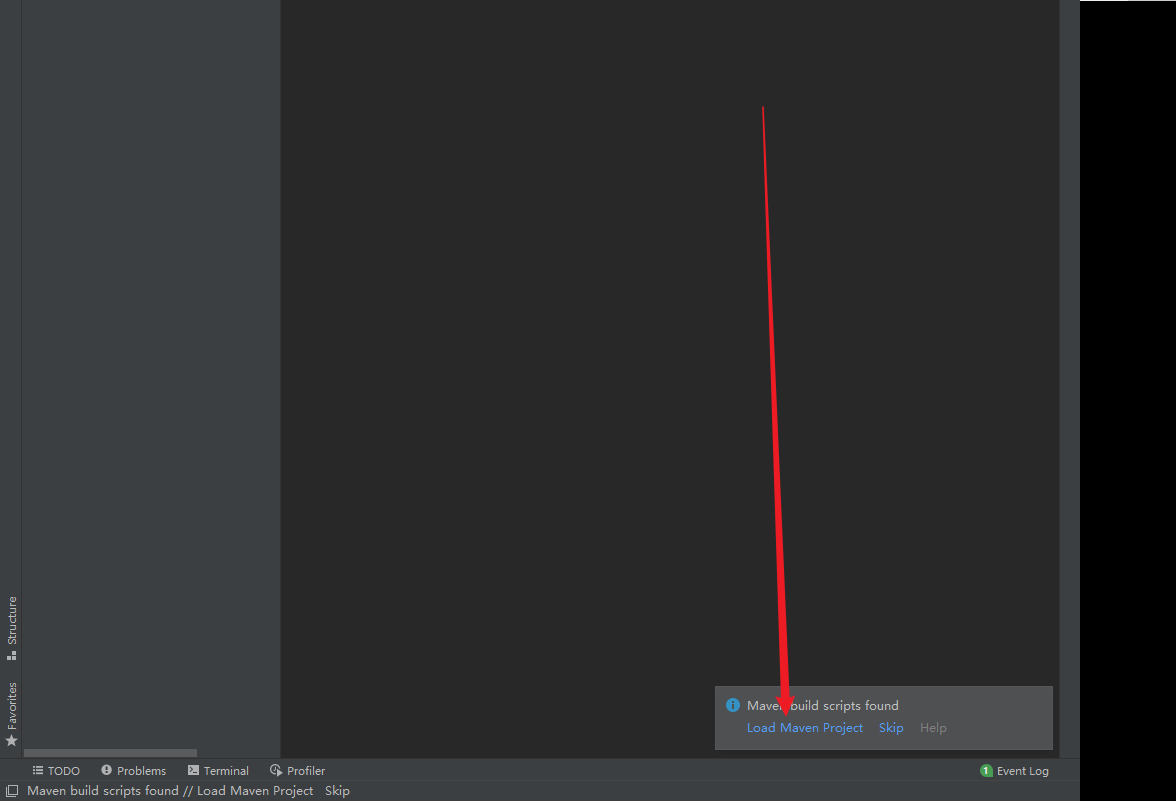 Structure
Favorites
Maven build scripts found
Load Maven Project Skip Help
TODO Problems Terminal Profiler 1 Event Log
Maven build scripts found // Load Maven Project Skip